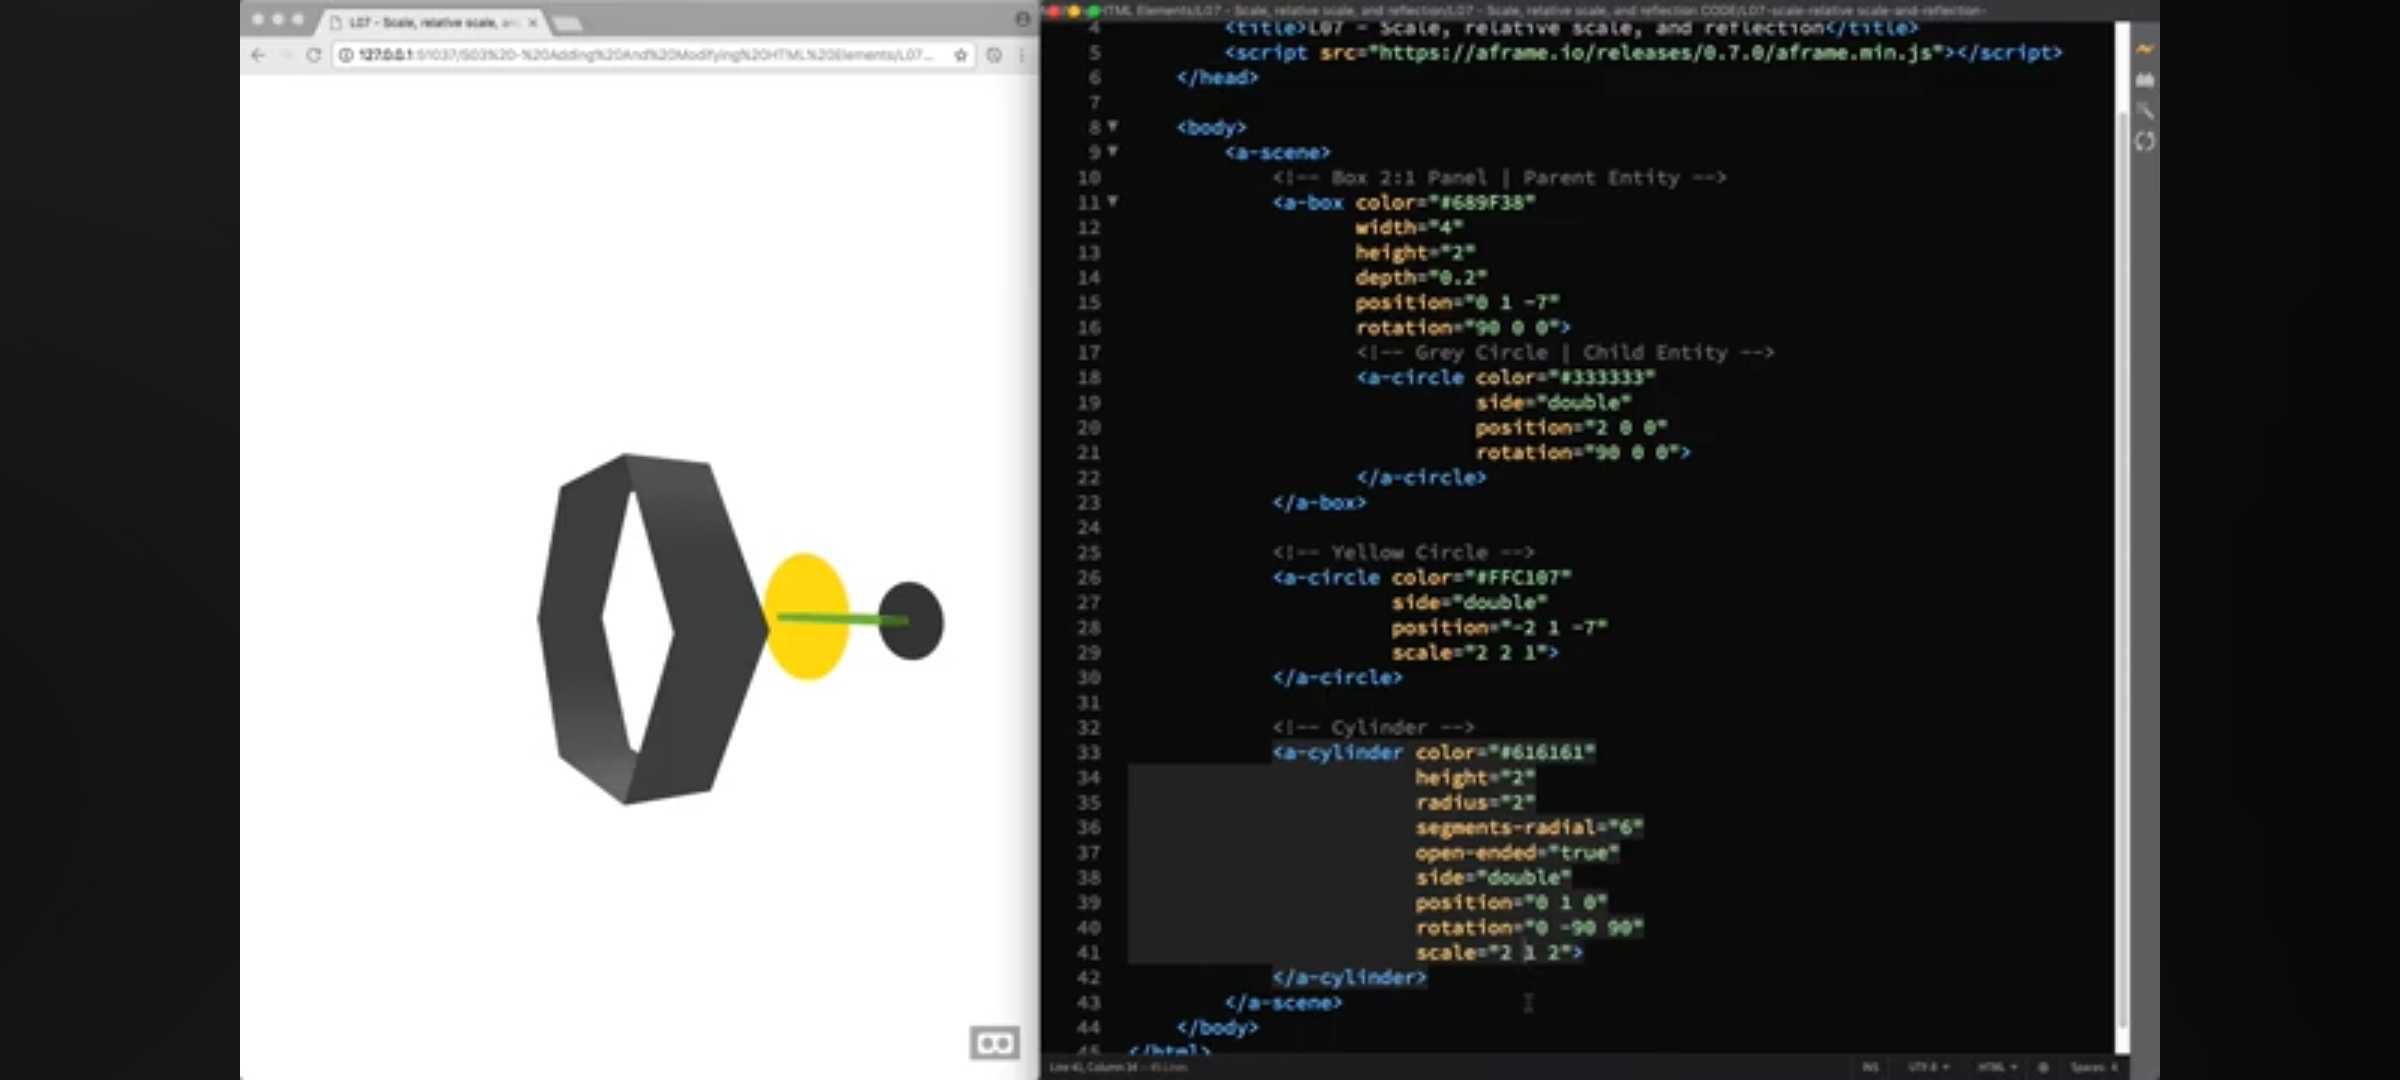 L07 - Scale, relative scale, an
127.0.0.1:51037/S03%20-%20Adding%20And%20Modifying%20HTML%20Elements/L07...
HTML Elements/L07 - Scale, relative scale, and reflection/L07 - Scale, relative scale, and reflection CODE/L07-scale-relative scale-and-reflection-
4 <title>L07 - Scale, relative scale, and reflection</title>
5 <script src="https://aframe.io/releases/0.7.0/aframe.min.js"></script>
6 </head>
7
8 <body>
9 <a-scene>
10 <!-- Box 2:1 Panel | Parent Entity -->
11 <a-box color="#689F38"
12 width="4"
13 height="2"
14 depth="0.2"
15 position="0 1 -7"
16 rotation="90 0 0">
17 <!-- Grey Circle | Child Entity -->
18 <a-circle color="#333333"
19 side="double"
20 position="2 0 0"
21 rotation="90 0 0">
22 </a-circle>
23 </a-box>
24
25 <!-- Yellow Circle -->
26 <a-circle color="#FFC107"
27 side="double"
28 position="-2 1 -7"
29 scale="2 2 1">
30 </a-circle>
31
32 <!-- Cylinder -->
33 <a-cylinder color="#616161"
34 height="2"
35 radius="2"
36 segments-radial="6"
37 open-ended="true"
38 side="double"
39 position="0 1 0"
40 rotation="0 -90 90"
41 scale="2 1 2">
42 </a-cylinder>
43 </a-scene>
44 </body>
45 </html>
Line 41, Column 34 — 45 Lines
INS UTF-8 HTML Spaces: 4